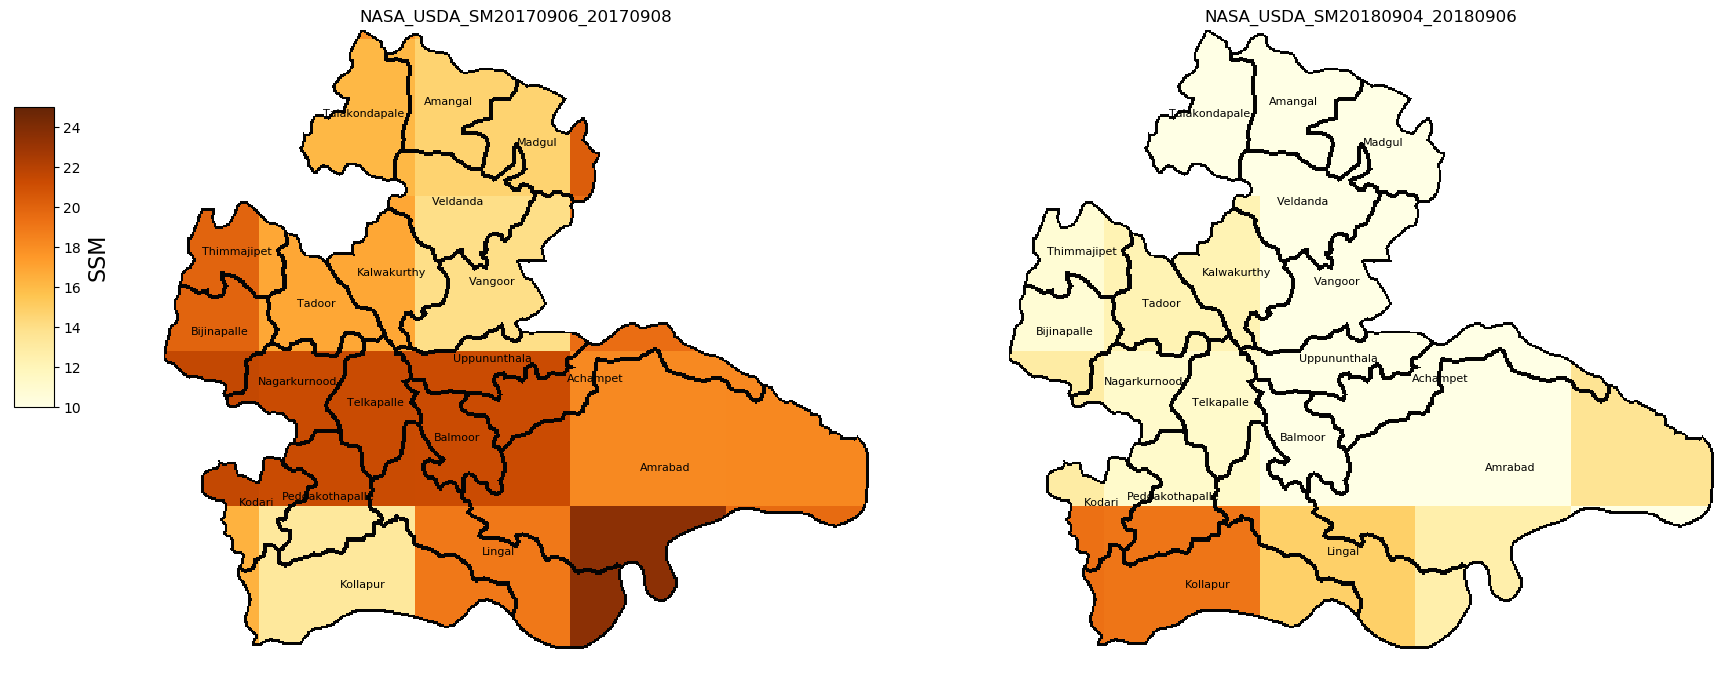 NASA_USDA_SM20170906_20170908
NASA_USDA_SM20180904_20180906
24
22
20
18
16
14
12
10
SSM
Talakondapale
Amangal
Madgul
Veldanda
Thimmajipet
Kalwakurthy
Vangoor
Tadoor
Bijinapalle
Uppununthala
Nagarkurnood
Achampet
Telkapalle
Balmoor
Amrabad
Peddakothapalle
Kodari
Lingal
Kollapur
Talakondapale
Amangal
Madgul
Veldanda
Thimmajipet
Kalwakurthy
Vangoor
Tadoor
Bijinapalle
Uppununthala
Nagarkurnood
Achampet
Telkapalle
Balmoor
Amrabad
Peddakothapalle
Kodari
Lingal
Kollapur